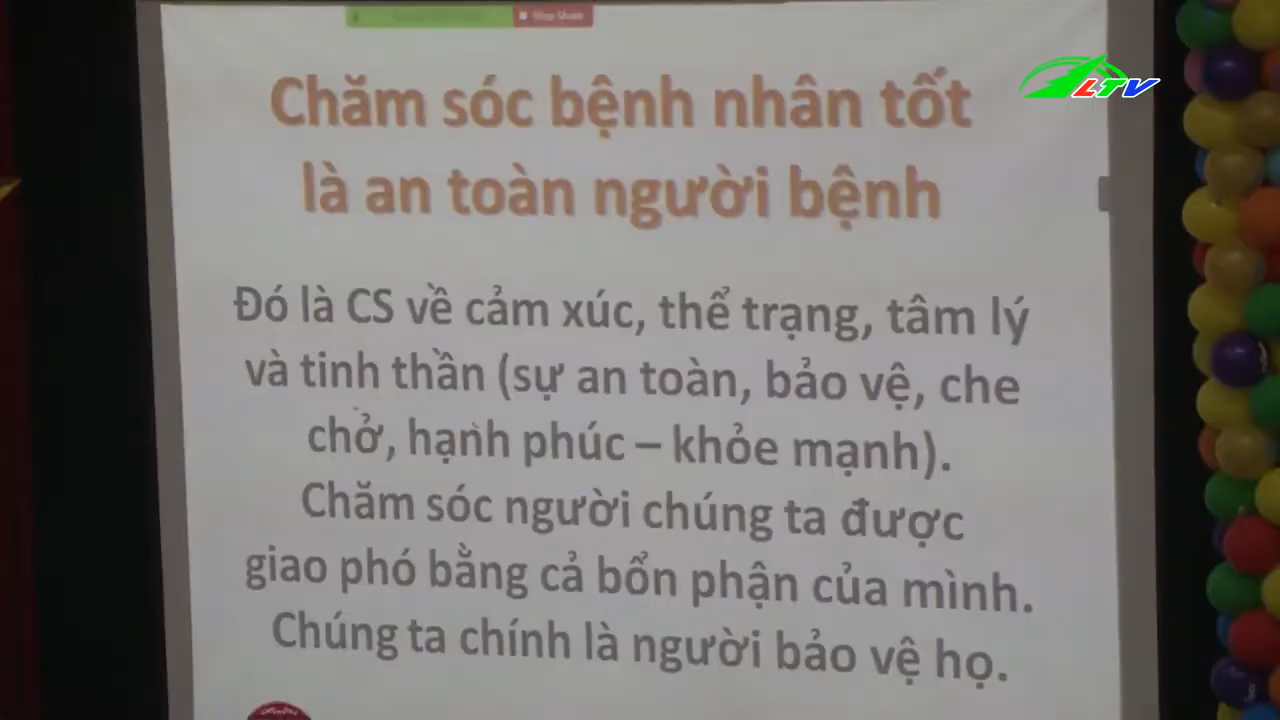 Stop Share
LTV
Chăm sóc bệnh nhân tốt
là an toàn người bệnh
Đó là CS về cảm xúc, thể trạng, tâm lý
và tinh thần (sự an toàn, bảo vệ, che
chở, hạnh phúc – khỏe mạnh).
Chăm sóc người chúng ta được
giao phó bằng cả bổn phận của mình.
Chúng ta chính là người bảo vệ họ.